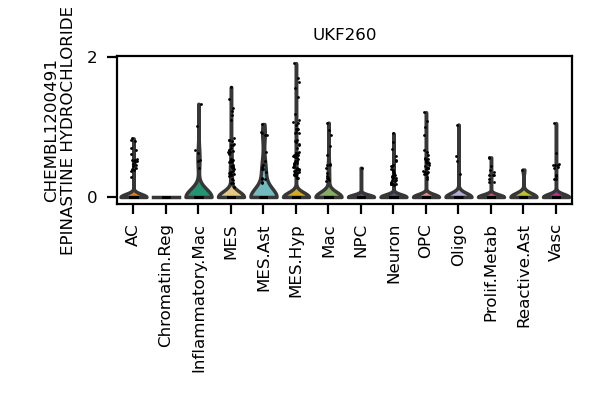 UKF260
CHEMBL1200491
EPINASTINE HYDROCHLORIDE
2
0
AC
Chromatin.Reg
Inflammatory.Mac
MES
MES.Ast
MES.Hyp
Mac
NPC
Neuron
OPC
Oligo
Prolif.Metab
Reactive.Ast
Vasc